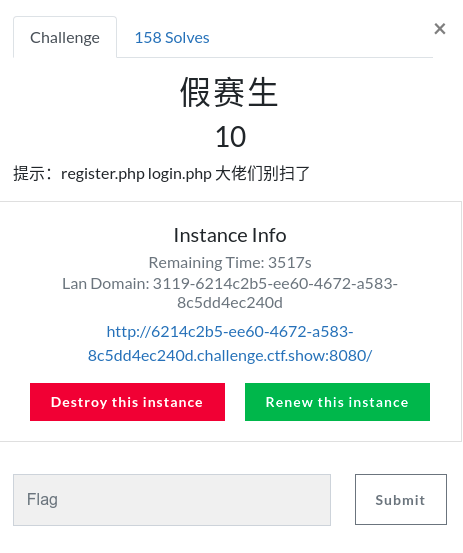 Challenge
158 Solves
×
假赛生
10
提示：register.php login.php 大佬们别扫了
Instance Info
Remaining Time: 3517s
Lan Domain: 3119-6214c2b5-ee60-4672-a583-
8c5dd4ec240d
http://6214c2b5-ee60-4672-a583-
8c5dd4ec240d.challenge.ctf.show:8080/
Destroy this instance
Renew this instance
Flag
Submit